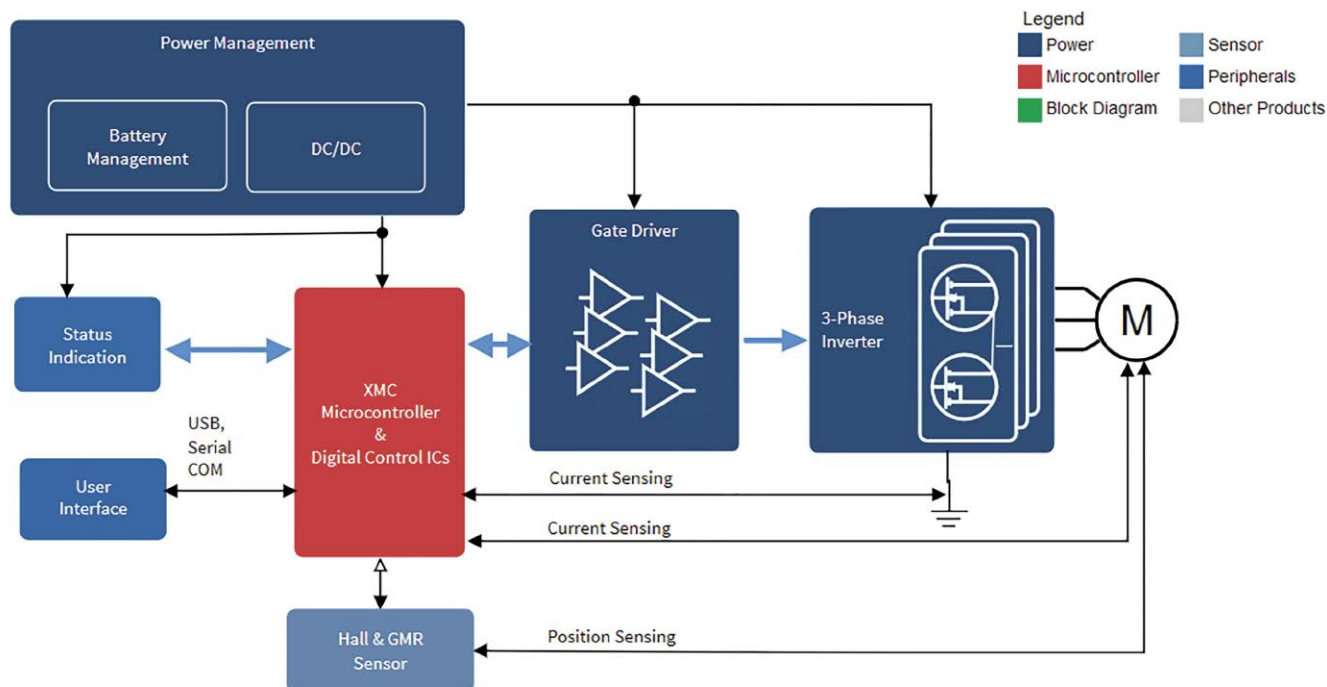 Legend
Power
Sensor
Microcontroller
Peripherals
Block Diagram
Other Products
Power Management
Battery
Management
DC/DC
Gate Driver
3-Phase
Inverter
M
Status
Indication
XMC
Microcontroller
&
Digital Control ICs
USB,
Serial
COM
User
Interface
Current Sensing
Current Sensing
Hall & GMR
Sensor
Position Sensing